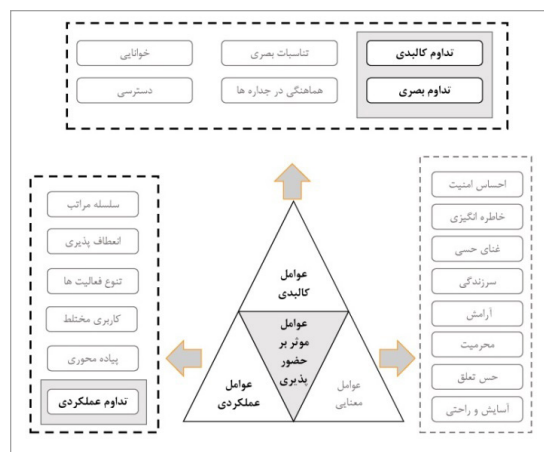 تداوم کالبدی
تناسبات بصری
خوانایی
تداوم بصری
هماهنگی در جداره ها
دسترسی
احساس امنیت
خاطره انگیزی
غنای حسی
سرزندگی
آرامش
محرمیت
حس تعلق
آسایش و راحتی
عوامل
کالبدی
عوامل
موثر بر
حضور
پذیری
عوامل
معنایی
عوامل
عملکردی
سلسله مراتب
انعطاف پذیری
تنوع فعالیت ها
کاربری مختلط
پیاده محوری
تداوم عملکردی